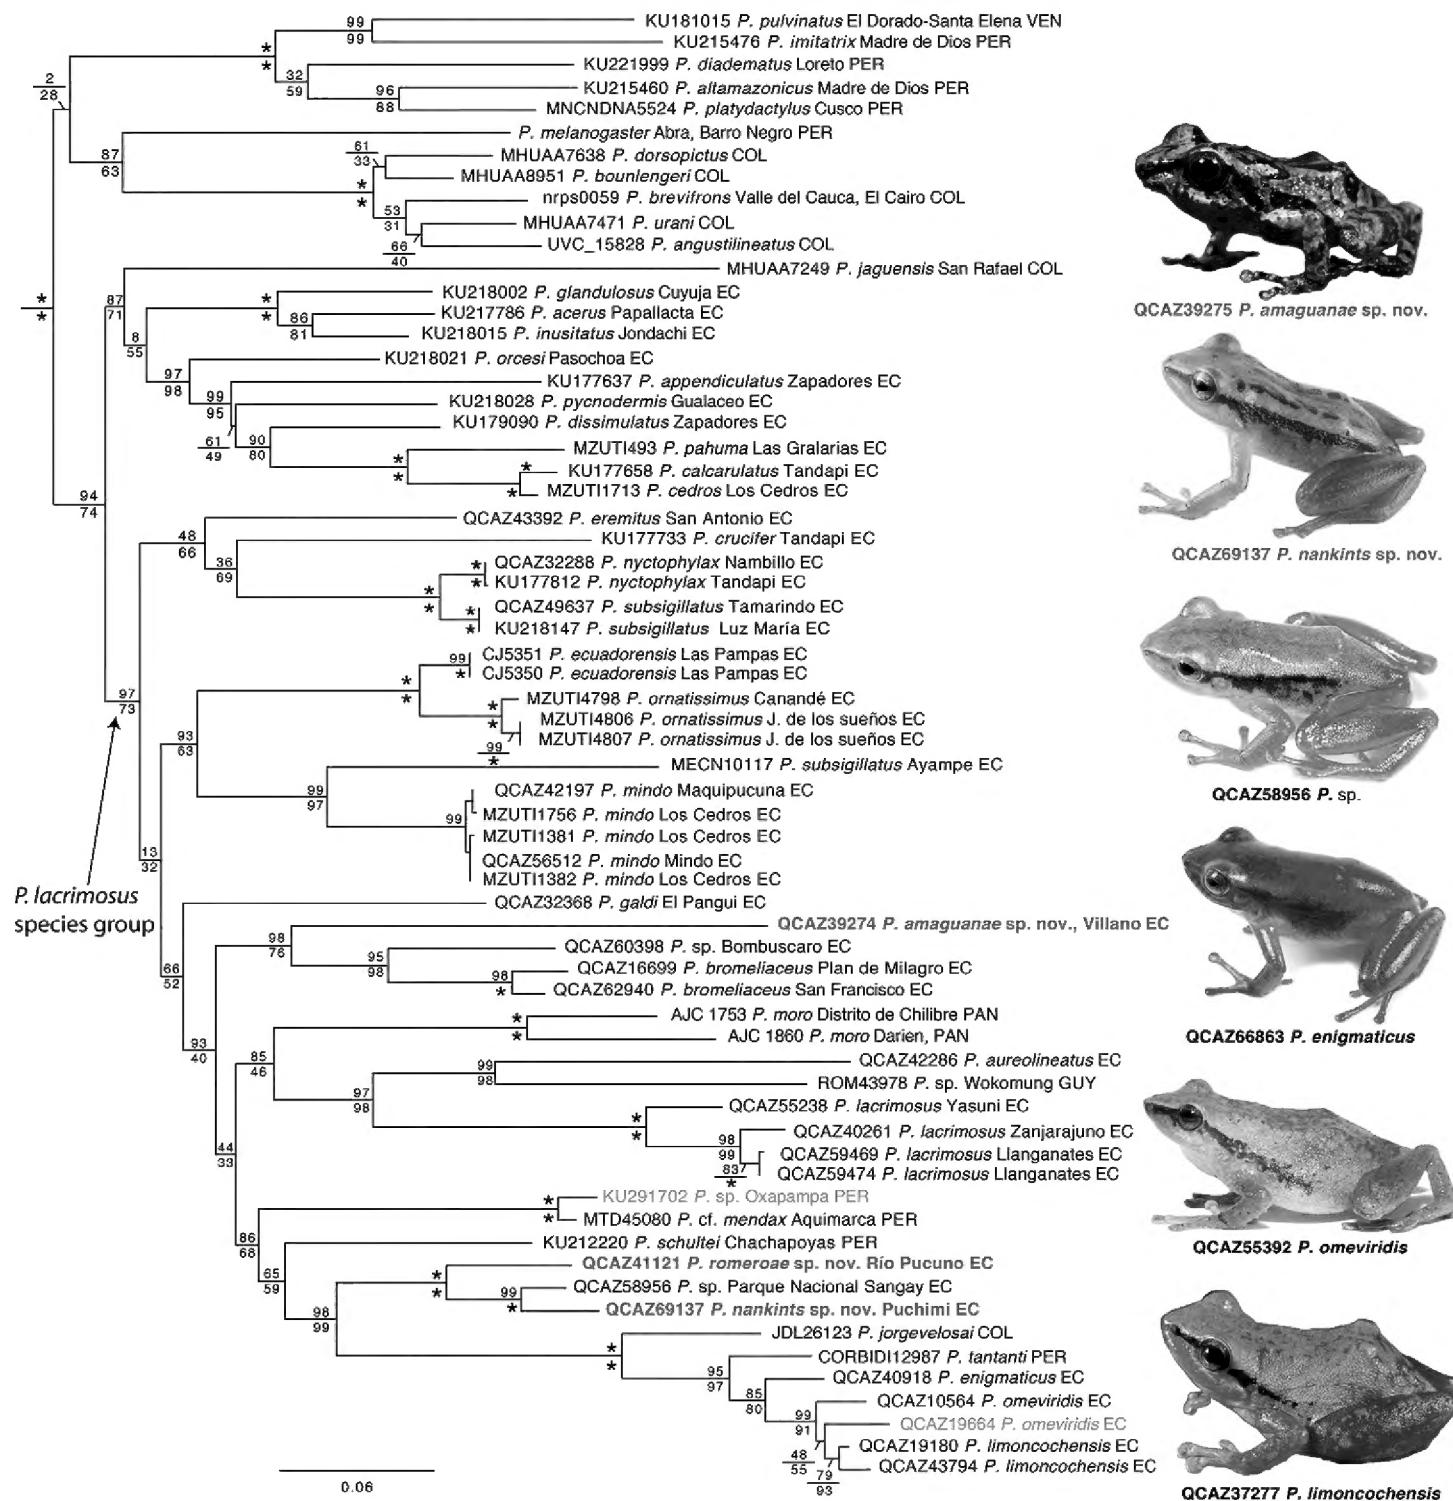 99
99
KU181015 P. pulvinatus El Dorado-Santa Elena VEN
KU215476 P. imitatrix Madre de Dios PER
*
*
KU221999 P. diadematus Loreto PER
32
59
2
28
96
88
KU215460 P. altamazonicus Madre de Dios PER
MNCNDNA5524 P. platydactylus Cusco PER
P. melanogaster Abra, Barro Negro PER
87
63
61
33
MHUAA7638 P. dorsopictus COL
MHUAA8951 P. bounlengeri COL
*
*
nrps0059 P. brevifrons Valle del Cauca, El Cairo COL
53
31
MHUAA7471 P. urani COL
UVC_15828 P. angustilineatus COL
66
40
MHUAA7249 P. jaguensis San Rafael COL
*
*
87
71
KU218002 P. glandulosus Cuyuja EC
*
*
KU217786 P. acerus Papallacta EC
86
81
KU218015 P. inusitatus Jondachi EC
8
55
KU218021 P. orcesi Pasochoa EC
97
98
KU177637 P. appendiculatus Zapadores EC
99
95
KU218028 P. pycnodermis Gualaceo EC
KU179090 P. dissimulatus Zapadores EC
61
49
90
80
MZUTI493 P. pahuma Las Gralarias EC
*
*
KU177658 P. calcarulatus Tandapi EC
*
*
MZUTI1713 P. cedros Los Cedros EC
94
74
QCAZ43392 P. eremitus San Antonio EC
48
66
KU177733 P. crucifer Tandapi EC
36
69
QCAZ32288 P. nyctophylax Nambillo EC
*
*
KU177812 P. nyctophylax Tandapi EC
*
*
QCAZ49637 P. subsigillatus Tamarindo EC
*
*
KU218147 P. subsigillatus Luz María EC
CJ5351 P. ecuadorensis Las Pampas EC
99
*
CJ5350 P. ecuadorensis Las Pampas EC
*
*
97
73
MZUTI4798 P. ornatissimus Canandé EC
*
*
MZUTI4806 P. ornatissimus J. de los sueños EC
MZUTI4807 P. ornatissimus J. de los sueños EC
99
*
93
63
MECN10117 P. subsigillatus Ayampe EC
99
97
QCAZ42197 P. mindo Maquipucuna EC
MZUTI1756 P. mindo Los Cedros EC
99
MZUTI1381 P. mindo Los Cedros EC
QCAZ56512 P. mindo Mindo EC
MZUTI1382 P. mindo Los Cedros EC
13
32
P. lacrimosus
species group
QCAZ32368 P. galdi El Pangui EC
QCAZ39274 P. amaguanae sp. nov., Villano EC
98
76
QCAZ60398 P. sp. Bombuscaro EC
95
98
QCAZ16699 P. bromeliaceus Plan de Milagro EC
98
*
QCAZ62940 P. bromeliaceus San Francisco EC
66
52
AJC 1753 P. moro Distrito de Chilibre PAN
*
*
AJC 1860 P. moro Darien, PAN
93
40
85
46
QCAZ42286 P. aureolineatus EC
99
98
ROM43978 P. sp. Wokomung GUY
97
98
QCAZ55238 P. lacrimosus Yasuni EC
*
*
QCAZ40261 P. lacrimosus Zanjarajuno EC
98
99
QCAZ59469 P. lacrimosus Llanganates EC
83
*
QCAZ59474 P. lacrimosus Llanganates EC
44
33
KU291702 P. sp. Oxapampa PER
*
*
MTD45080 P. cf. mendax Aquimarca PER
86
68
KU212220 P. schultei Chachapoyas PER
65
59
QCAZ41121 P. romeroae sp. nov. Río Pucuno EC
*
*
QCAZ58956 P. sp. Parque Nacional Sangay EC
99
*
QCAZ69137 P. nankints sp. nov. Puchimi EC
98
99
JDL26123 P. jorgevelosai COL
*
*
CORBIDI12987 P. tantanti PER
95
97
QCAZ40918 P. enigmaticus EC
85
80
QCAZ10564 P. omeviridis EC
99
91
QCAZ19664 P. omeviridis EC
48
55
QCAZ19180 P. limoncochensis EC
QCAZ43794 P. limoncochensis EC
79
93
0.06
QCAZ39275 P. amaguanae sp. nov.
QCAZ69137 P. nankints sp. nov.
QCAZ58956 P. sp.
QCAZ66863 P. enigmaticus
QCAZ55392 P. omeviridis
QCAZ37277 P. limoncochensis